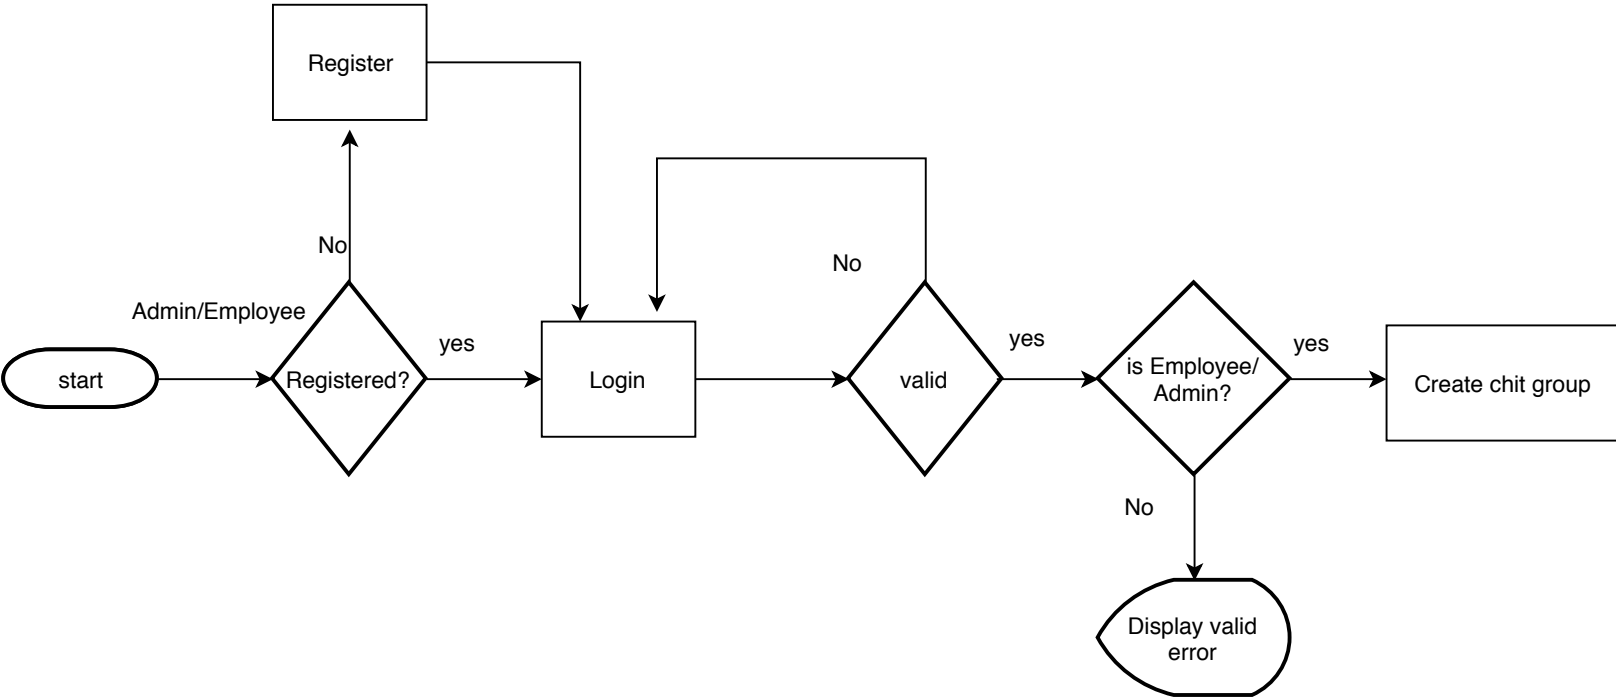 Register
No
Admin/Employee
start
Registered?
yes
Login
No
valid
yes
is Employee/
Admin?
yes
Create chit group
No
Display valid
error